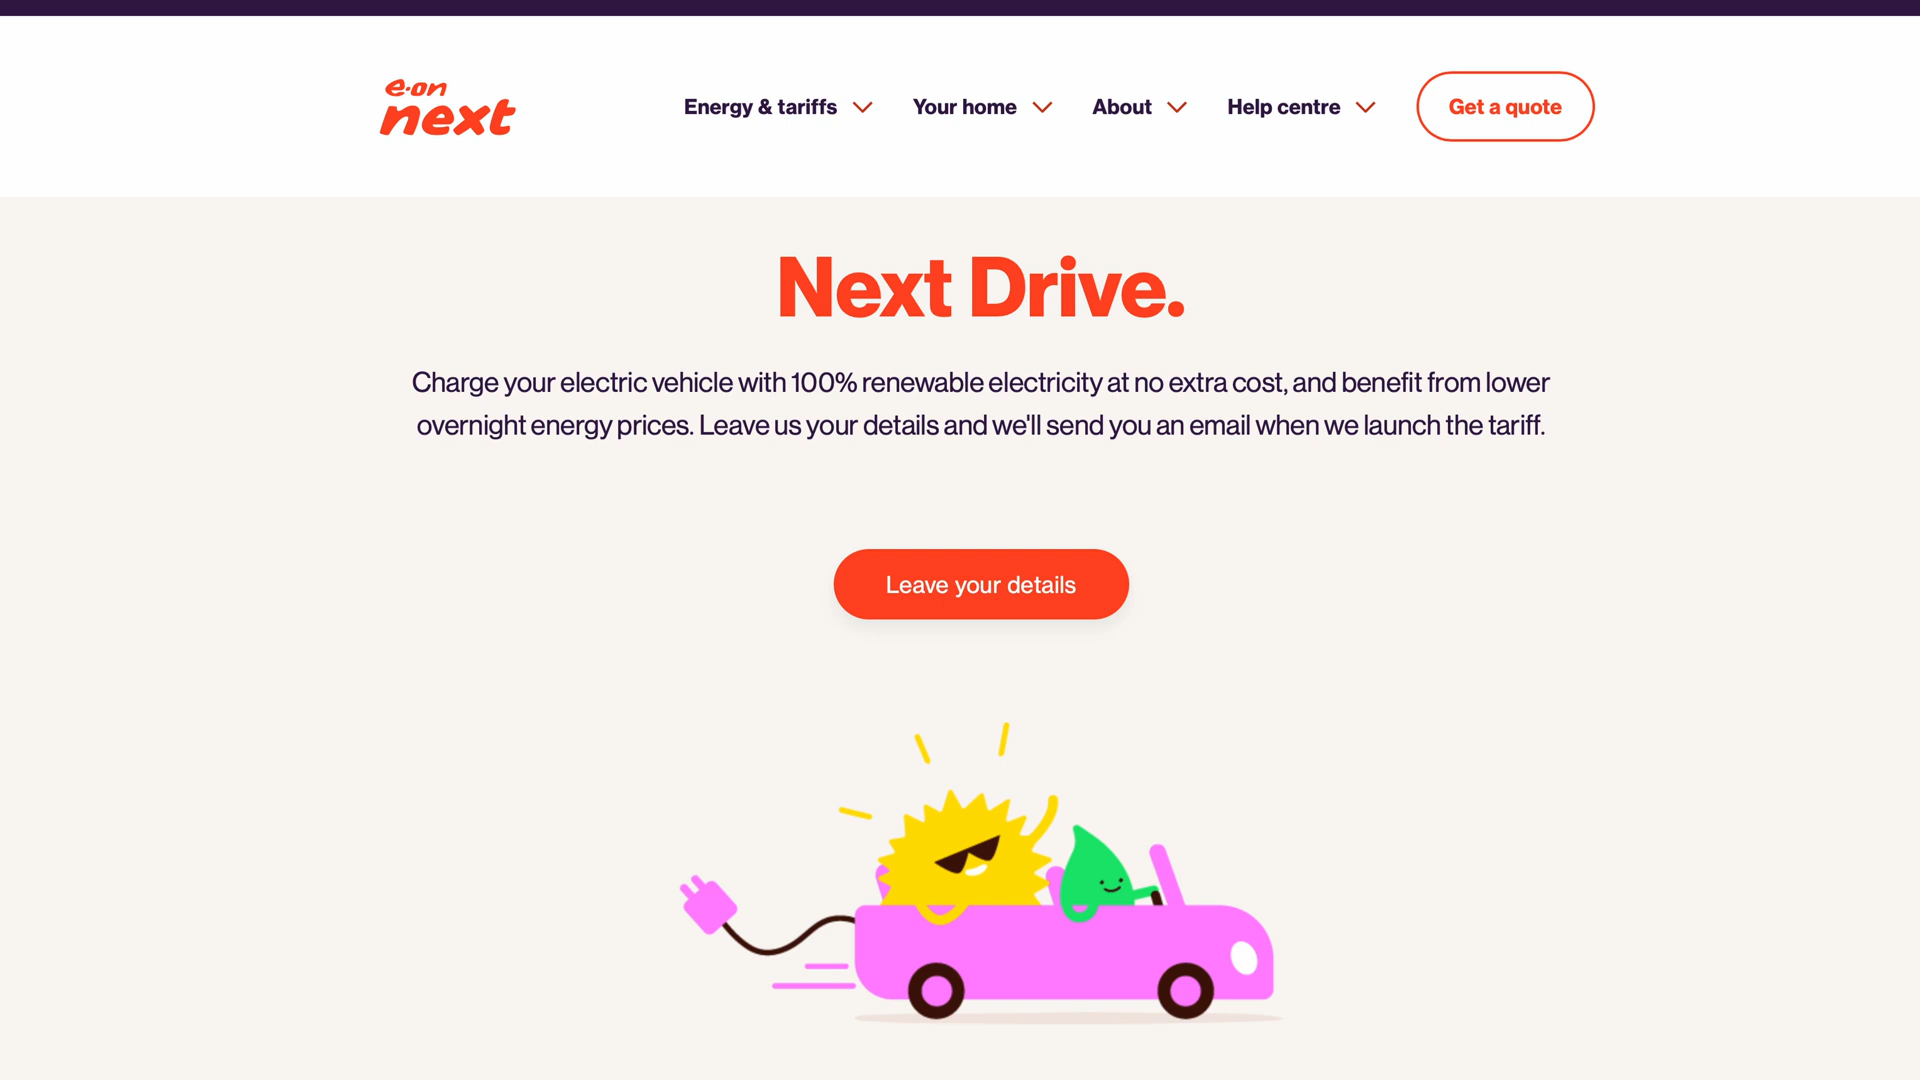 e·on
next
Energy & tariffs
Your home
About
Help centre
Get a quote
Next Drive.
Charge your electric vehicle with 100% renewable electricity at no extra cost, and benefit from lower
overnight energy prices. Leave us your details and we'll send you an email when we launch the tariff.
Leave your details